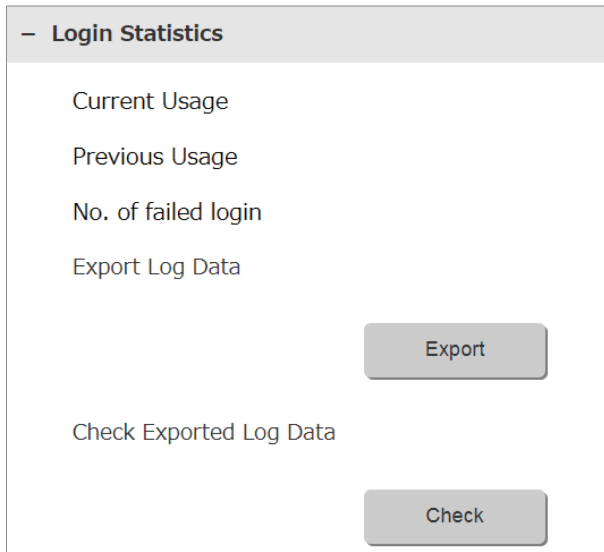 – Login Statistics
Current Usage
Previous Usage
No. of failed login
Export Log Data
Export
Check Exported Log Data
Check